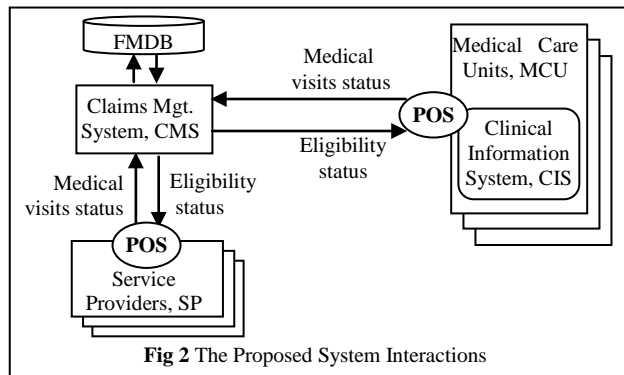 FMDB
Medical
visits status
Medical Care
Units, MCU
Claims Mgt.
System, CMS
POS
Clinical
Information
System, CIS
Eligibility
status
Medical
visits status
Eligibility
status
POS
Service
Providers, SP
Fig 2 The Proposed System Interactions